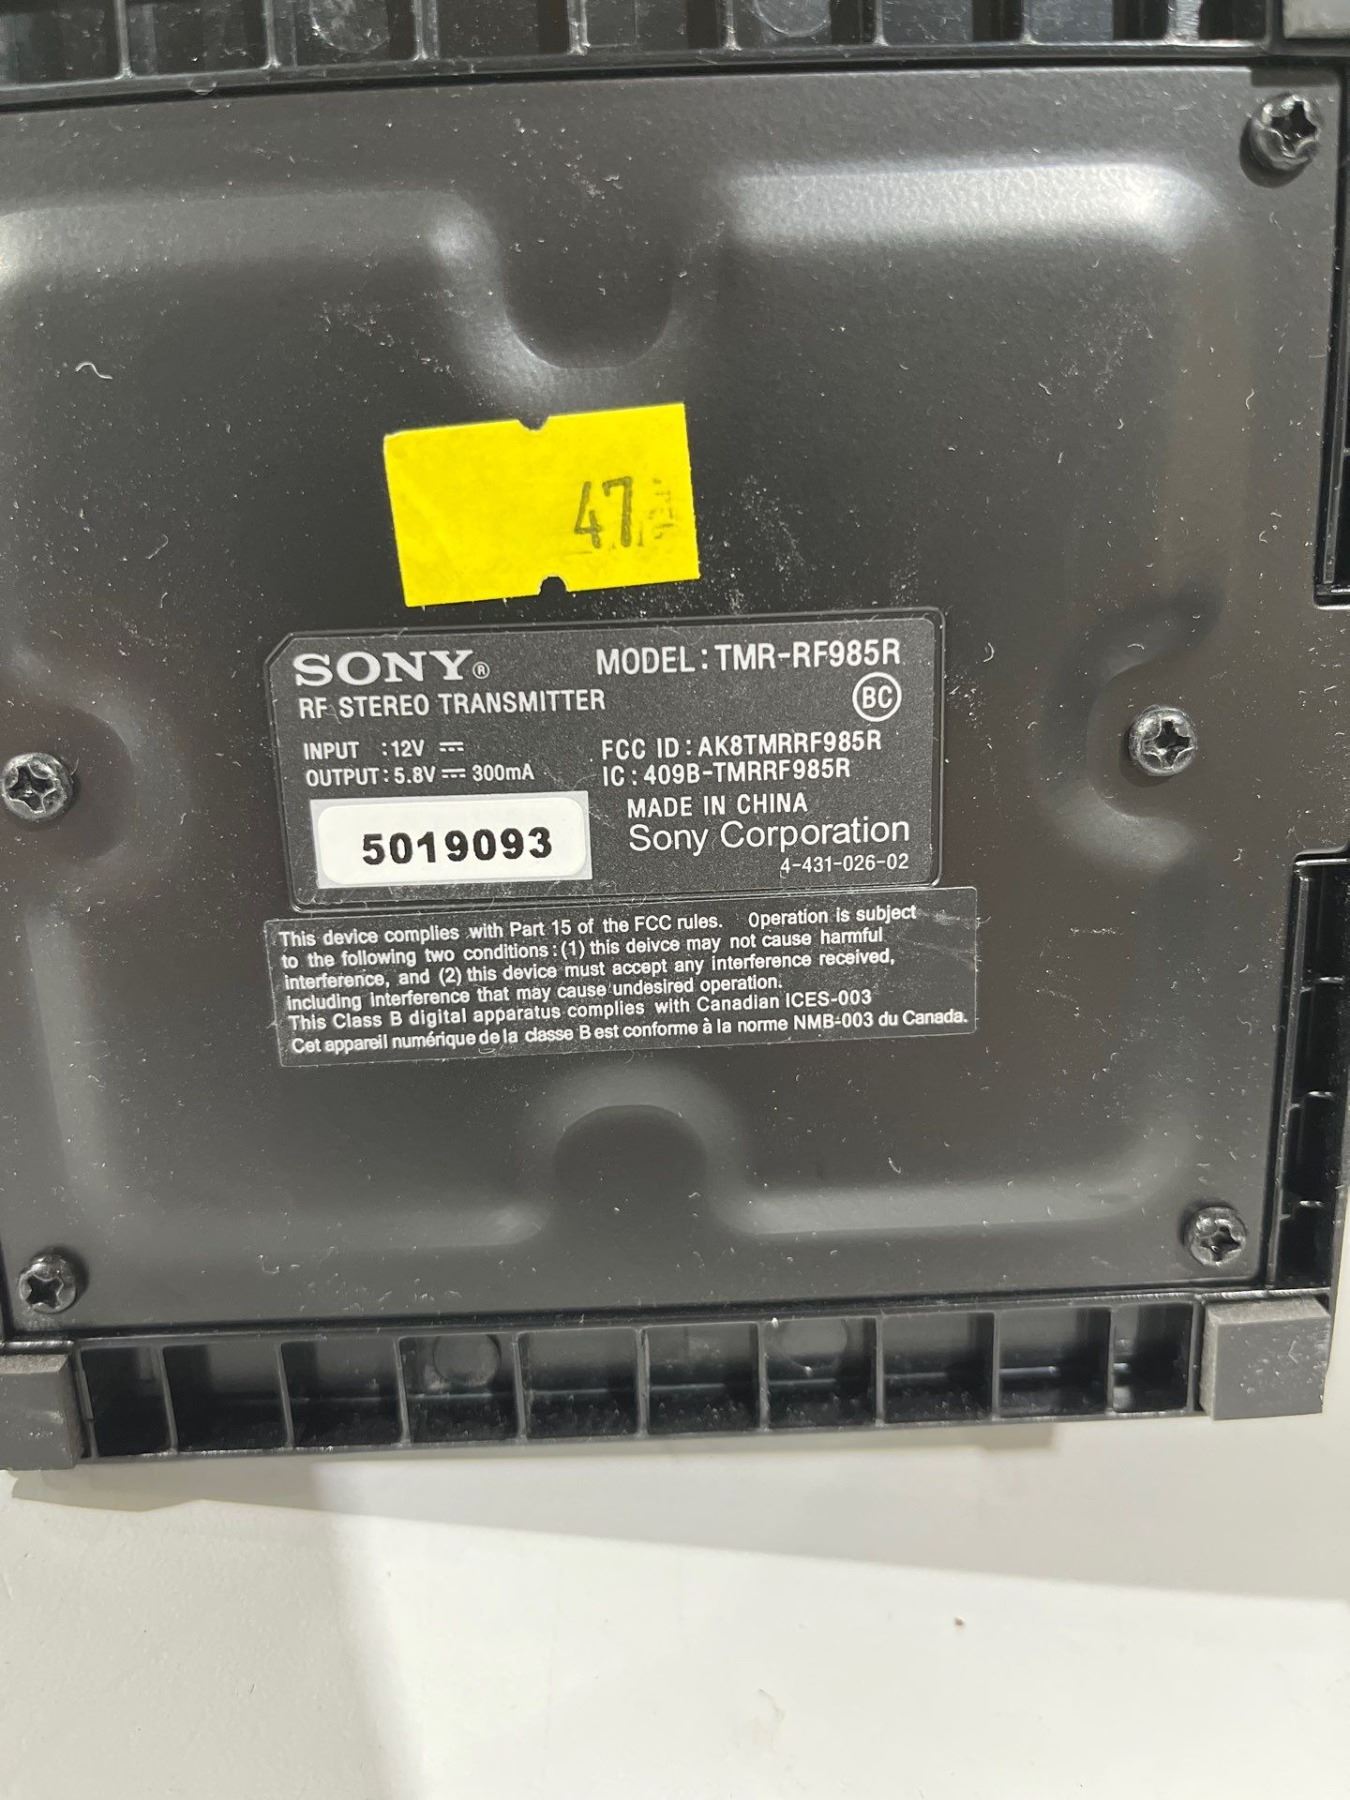 47
SONY®
MODEL : TMR-RF985R
RF STEREO TRANSMITTER
BC
INPUT : 12V ⎓
OUTPUT : 5.8V ⎓ 300mA
FCC ID : AK8TMRRF985R
IC : 409B-TMRRF985R
MADE IN CHINA
Sony Corporation
4-431-026-02
5019093
This device complies with Part 15 of the FCC rules. Operation is subject
to the following two conditions : (1) this deivce may not cause harmful
interference, and (2) this device must accept any interference received,
including interference that may cause undesired operation.
This Class B digital apparatus complies with Canadian ICES-003
Cet appareil numérique de la classe B est conforme à la norme NMB-003 du Canada.